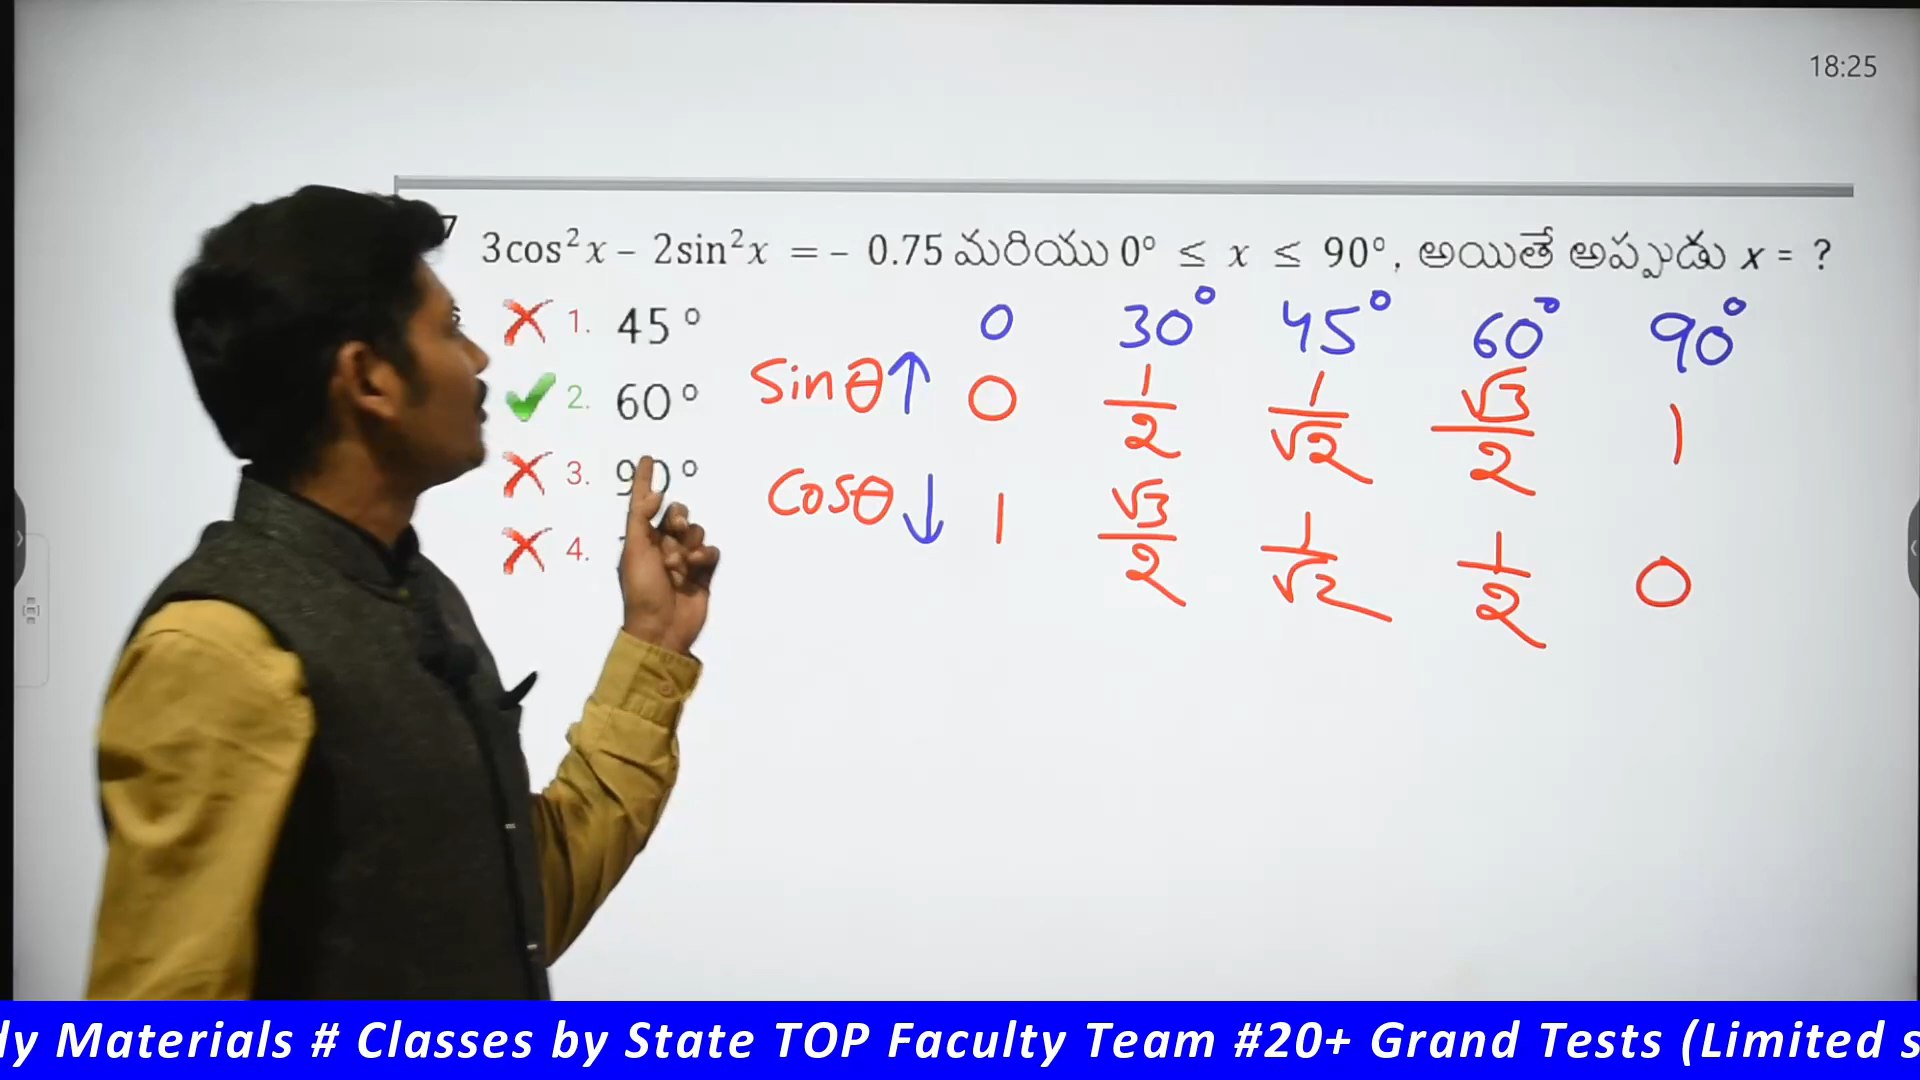 18:25
7 3cos²x – 2sin²x = – 0.75 మరియు 0° ≤ x ≤ 90°, అయితే అప్పుడు x = ?
1. 45°
2. 60°
3. 90°
4.
0 30° 45° 60° 90°
Sinθ↑ 0 1/2 1/√2 √3/2 1
Cosθ↓ 1 √3/2 1/√2 1/2 0
Materials # Classes by State TOP Faculty Team #20+ Grand Tests (Limited